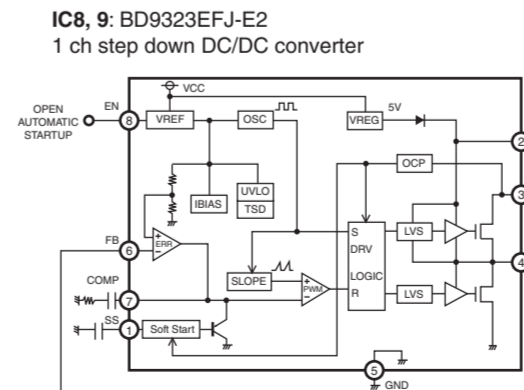 IC8, 9: BD9323EFJ-E2
1 ch step down DC/DC converter
VCC
OPEN
AUTOMATIC
STARTUP
EN
8
VREF
OSC
VREG
5V
2
OCP
3
IBIAS
UVLO
TSD
FB
6
+
ERR
−
S
DRV
LOGIC
R
LVS
4
SLOPE
+
PWM
−
LVS
COMP
7
SS
1
Soft Start
5
GND